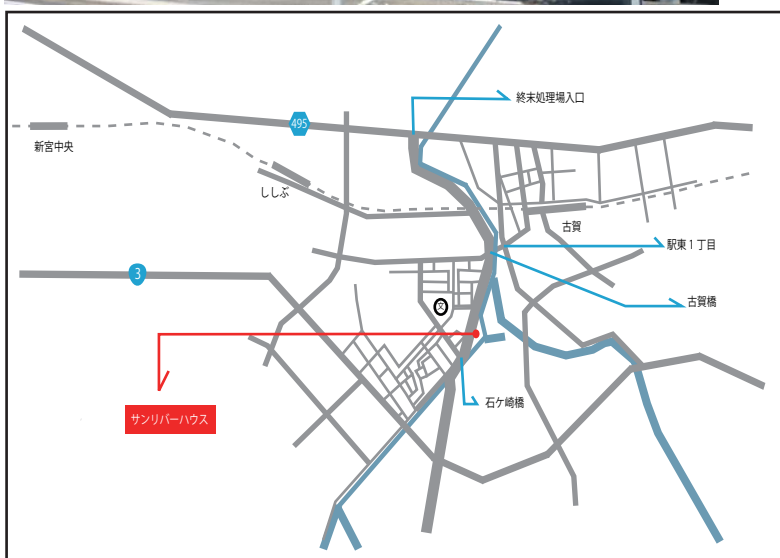 終末処理場入口
495
新宮中央
ししぶ
古賀
駅東1丁目
3
古賀橋
文
石ケ崎橋
サンリバーハウス